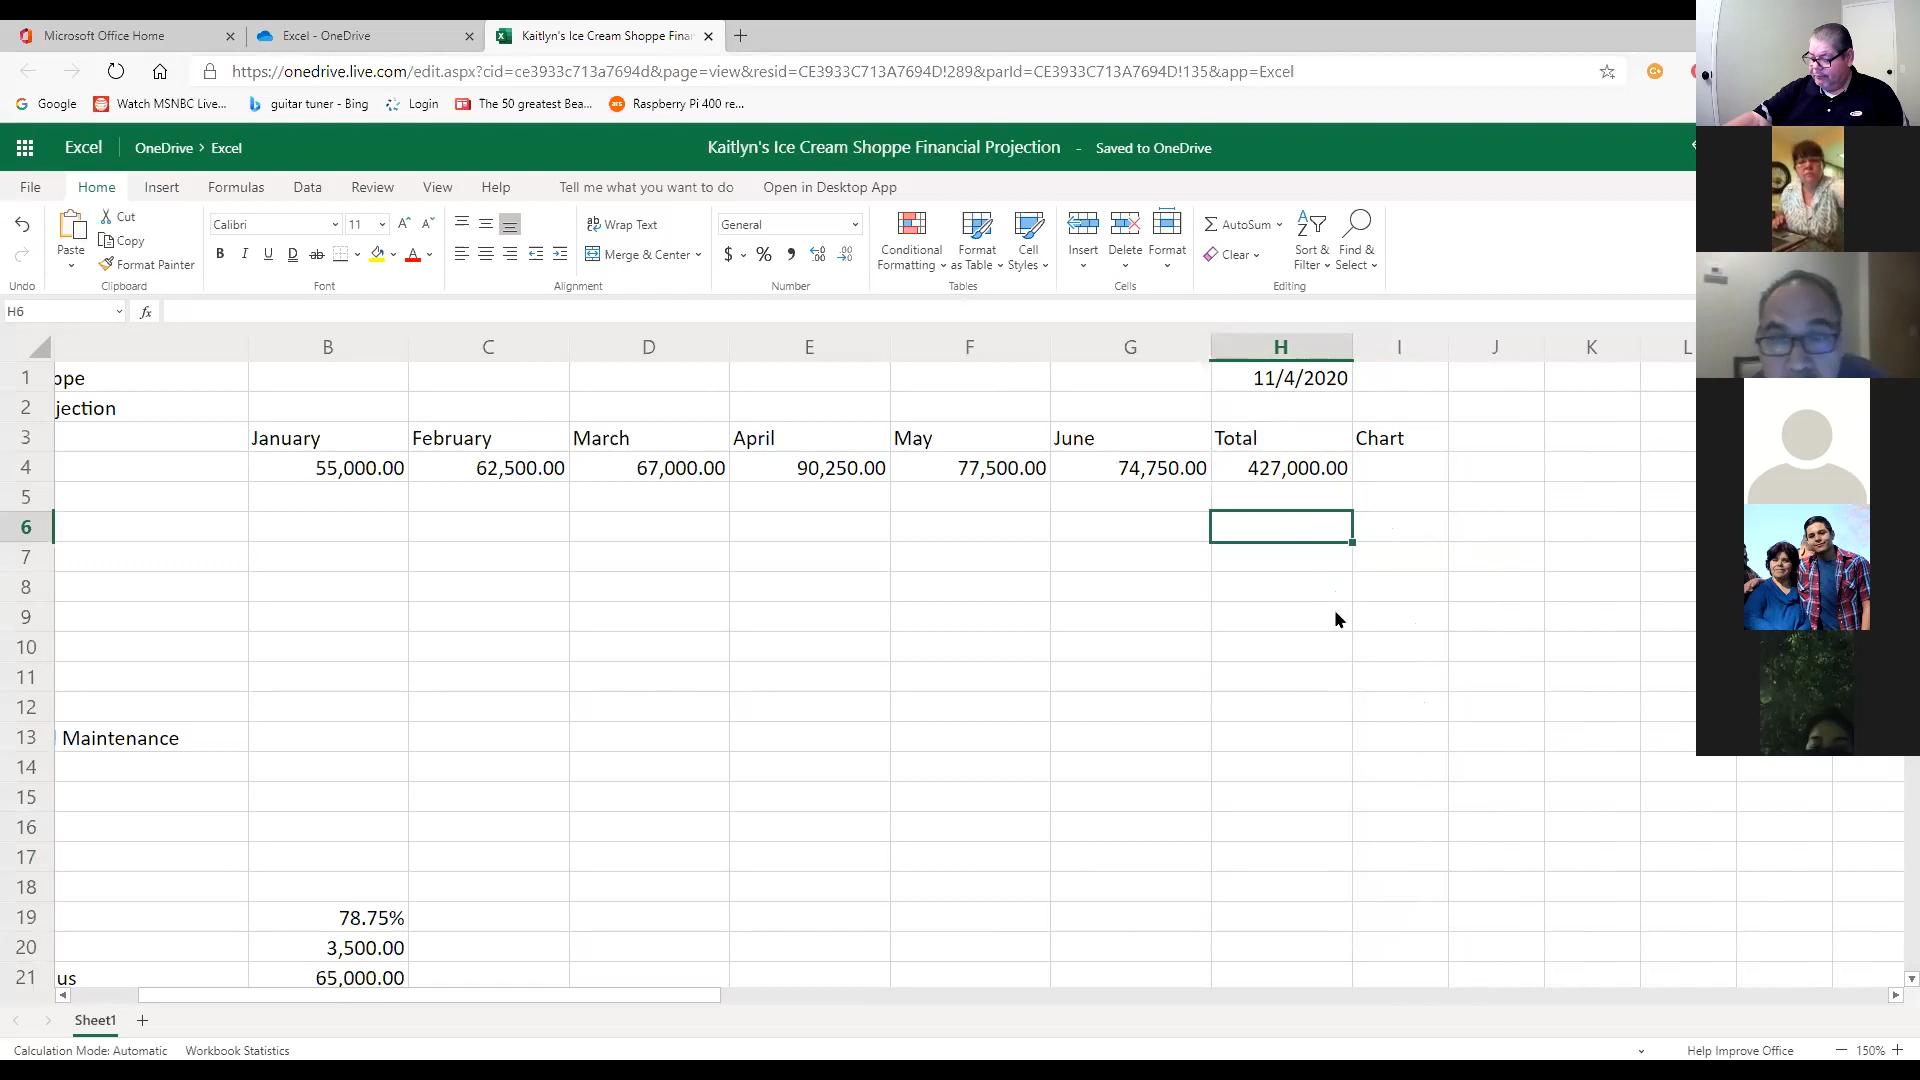 Microsoft Office Home
Excel - OneDrive
Kaitlyn's Ice Cream Shoppe Finan
https://onedrive.live.com/edit.aspx?cid=ce3933c713a7694d&page=view&resid=CE3933C713A7694D!289&parId=CE3933C713A7694D!135&app=Excel
Google Watch MSNBC Live... guitar tuner - Bing Login The 50 greatest Bea... Raspberry Pi 400 re...
Excel OneDrive > Excel Kaitlyn's Ice Cream Shoppe Financial Projection - Saved to OneDrive
File Home Insert Formulas Data Review View Help Tell me what you want to do Open in Desktop App
Paste Cut Copy Format Painter
Calibri 11
B I U D ab A
Wrap Text
Merge & Center
General
$ % 9 .00 .00
Conditional Formatting Format as Table Cell Styles
Insert Delete Format
AutoSum Clear Sort & Filter Find & Select
Undo Clipboard Font Alignment Number Tables Cells Editing
H6 fx
B C D E F G H I J K L
1 ppe 11/4/2020
2 jection
3 January February March April May June Total Chart
4 55,000.00 62,500.00 67,000.00 90,250.00 77,500.00 74,750.00 427,000.00
5
6
7
8
9
10
11
12
13 Maintenance
14
15
16
17
18
19 78.75%
20 3,500.00
21 us 65,000.00
Sheet1
Calculation Mode: Automatic Workbook Statistics Help Improve Office 150%